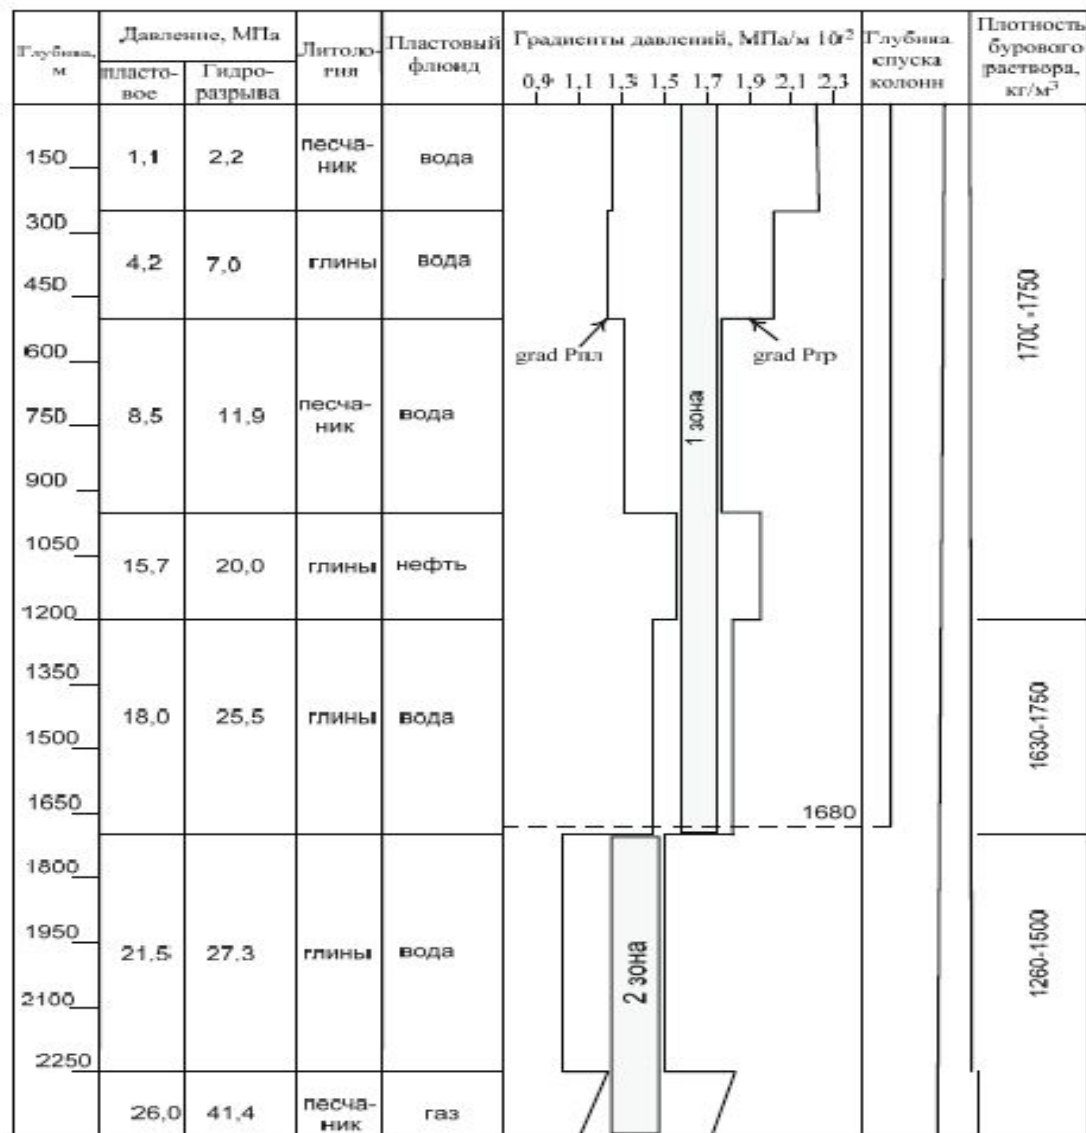 Глубина, м
Давление, МПа
пласто-
вое
Гидро-
разрыва
Литоло-
гия
Пластовый
флюид
Градиенты давлений, МПа/м 10г²
0,9 1,1 1,3 1,5 1,7 1,9 2,1 2,3
Глубина
спуска
колонн
Плотность
бурового
раствора,
кг/м³
150
1,1 2,2
песча-
ник
вода
300
4,2 7,0 глины вода
450
grad Pпл
grad Pгр
600
1 зона
1700 -1750
750
8,5 11,9
песча-
ник
вода
900
1050
15,7 20,0 глины нефть
1200
1350
18,0 25,5 глины вода
1630-1750
1500
1650
1680
1800
1950
21,5 27,3 глины вода
2 зона
1260-1500
2100
2250
26,0 41,4
песча-
ник
газ